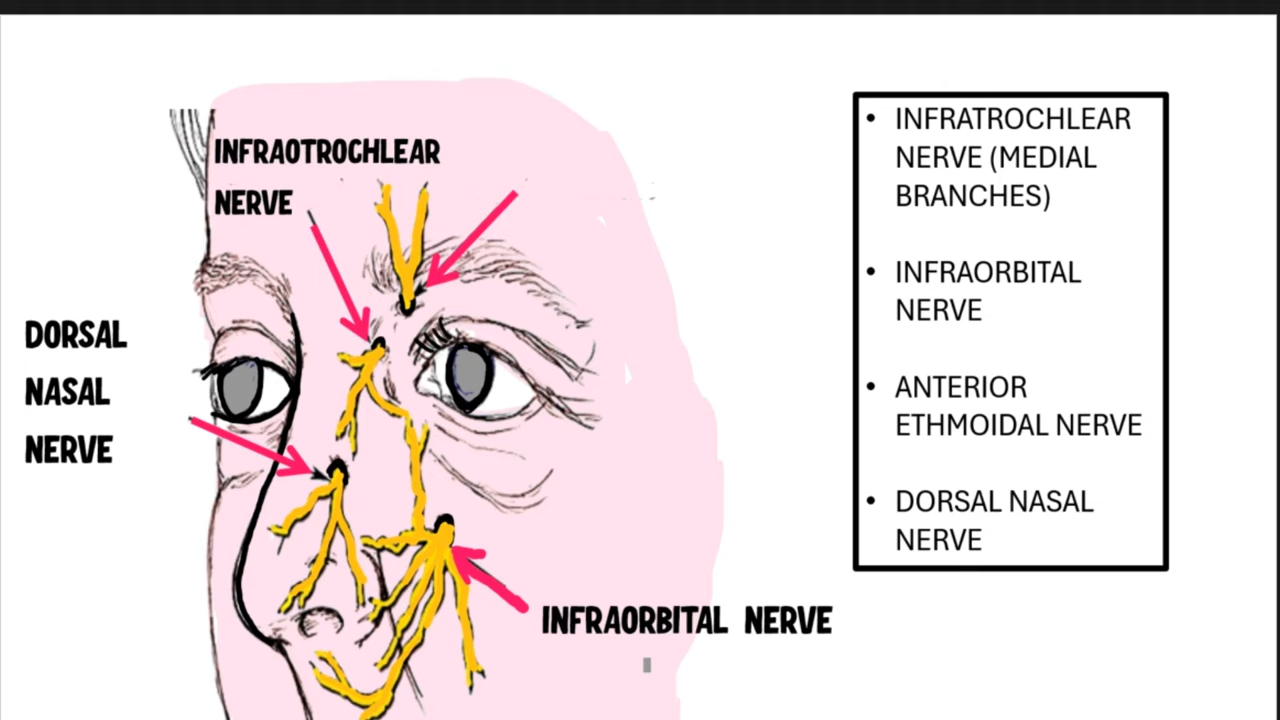 INFRAOTROCHLEAR
NERVE
DORSAL
NASAL
NERVE
INFRAORBITAL NERVE
• INFRATROCHLEAR
NERVE (MEDIAL
BRANCHES)
• INFRAORBITAL
NERVE
• ANTERIOR
ETHMOIDAL NERVE
• DORSAL NASAL
NERVE